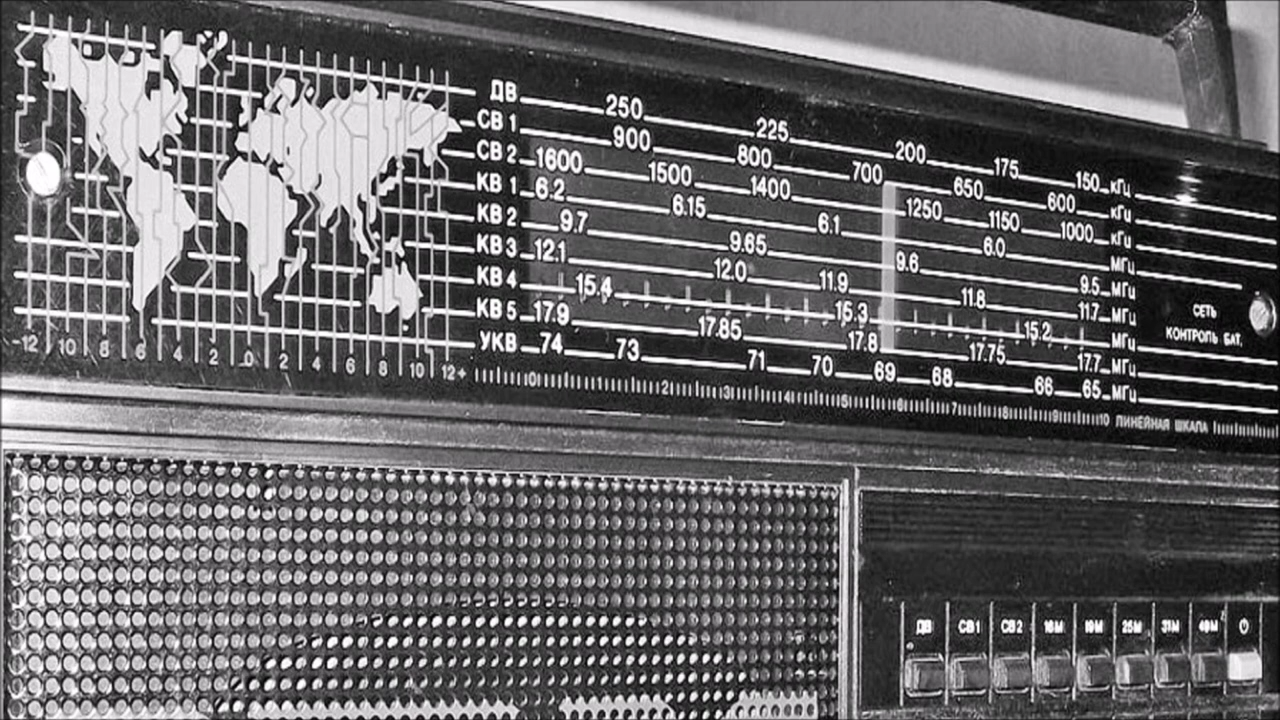 ДВ 250 225 200 175 150 кГц
СВ 1 900 800 700 650 600 кГц
СВ 2 1600 1500 1400 1250 1150 1000 кГц
КВ 1 6.2 6.15 6.1 6.0 МГц
КВ 2 9.7 9.65 9.6 9.5 МГц
КВ 3 12.1 12.0 11.9 11.8 11.7 МГц
КВ 4 15.4 15.3 15.2 МГц
КВ 5 17.9 17.85 17.8 17.75 17.7 МГц
УКВ 74 73 71 70 69 68 66 65 МГц
СЕТЬ
КОНТРОЛЬ БАТ.
-12 10 8 6 4 2 0 2 4 6 8 10 12+
0 1 2 3 4 5 6 7 8 9 10 ЛИНЕЙНАЯ ШКАЛА
ДВ СВ1 СВ2 16М 19М 25М 31М 49М